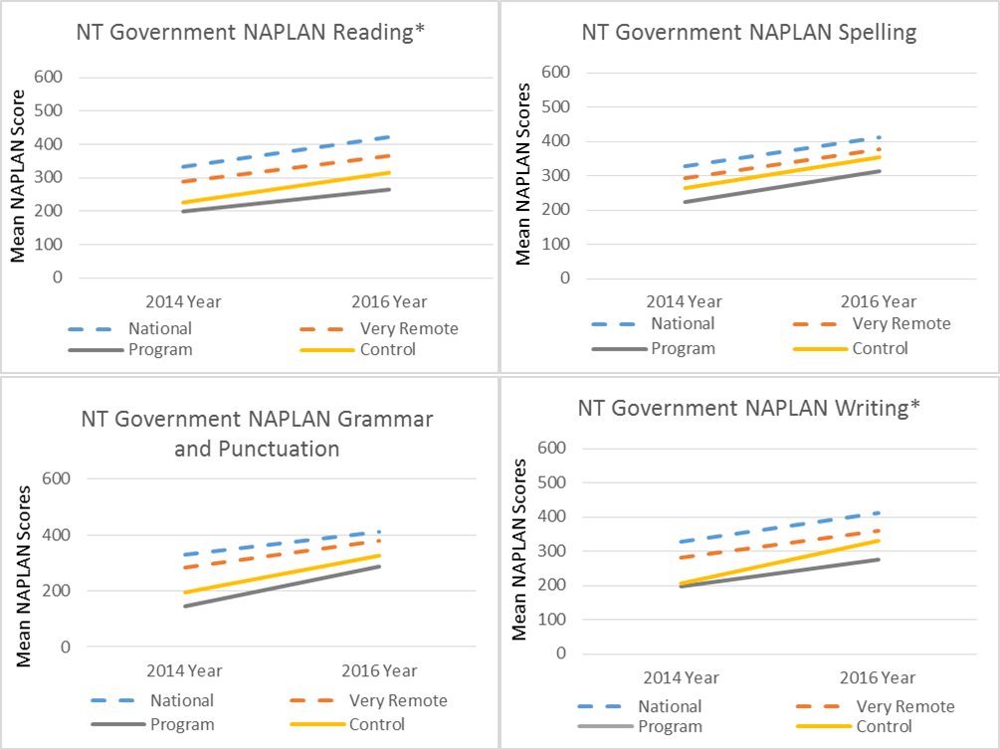 NT Government NAPLAN Reading*
Mean NAPLAN Score
600
500
400
300
200
100
0
2014 Year 2016 Year
National Very Remote
Program Control
NT Government NAPLAN Spelling
Mean NAPLAN Scores
600
500
400
300
200
100
0
2014 Year 2016 Year
National Very Remote
Program Control
NT Government NAPLAN Grammar
and Punctuation
Mean NAPLAN Scores
600
400
200
0
2014 Year 2016 Year
National Very Remote
Program Control
NT Government NAPLAN Writing*
Mean NAPLAN Scores
600
500
400
300
200
100
0
2014 Year 2016 Year
National Very Remote
Program Control